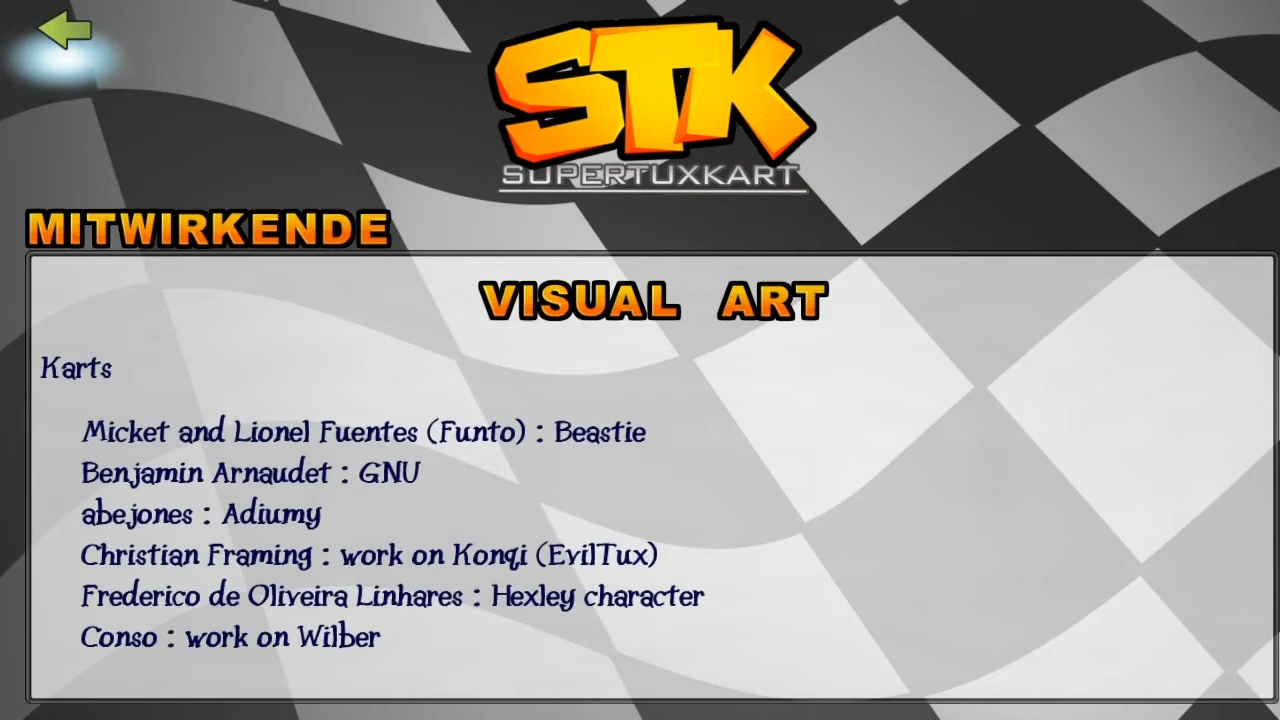 STK
SUPERTUXKART
MITWIRKENDE
VISUAL ART
Karts
Micket and Lionel Fuentes (Funto) : Beastie
Benjamin Arnaudet : GNU
abejones : Adiumy
Christian Framing : work on Konqi (EvilTux)
Frederico de Oliveira Linhares : Hexley character
Conso : work on Wilber